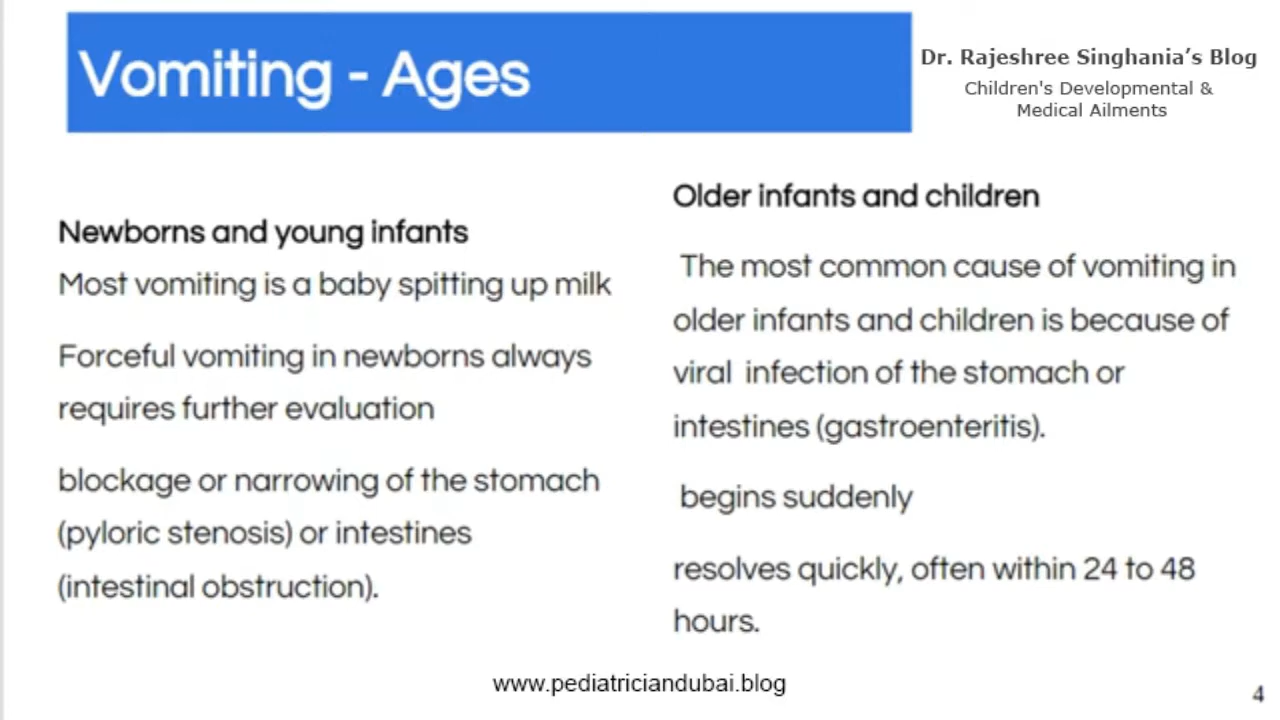 Vomiting - Ages
Dr. Rajeshree Singhania’s Blog
Children's Developmental &
Medical Ailments
Newborns and young infants
Most vomiting is a baby spitting up milk
Forceful vomiting in newborns always
requires further evaluation
blockage or narrowing of the stomach
(pyloric stenosis) or intestines
(intestinal obstruction).
Older infants and children
The most common cause of vomiting in
older infants and children is because of
viral infection of the stomach or
intestines (gastroenteritis).
begins suddenly
resolves quickly, often within 24 to 48
hours.
www.pediatriciandubai.blog
4